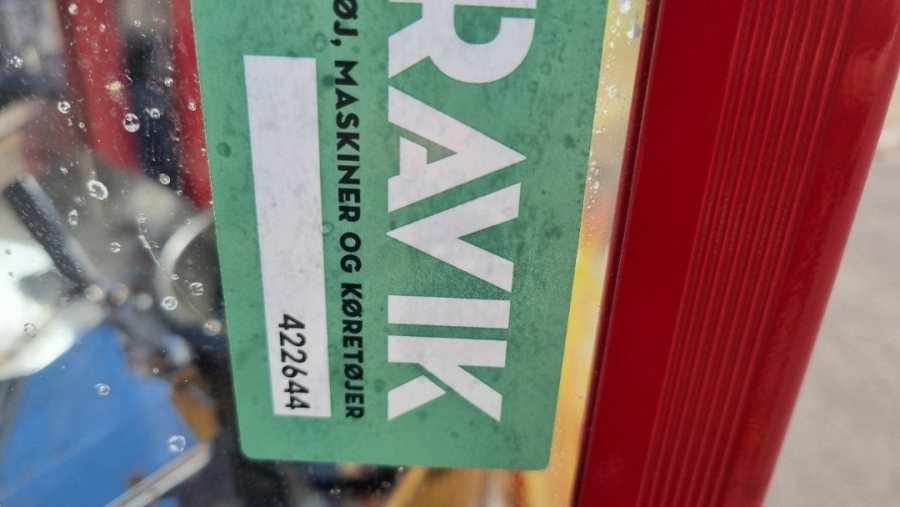 RAVIK
ØJ, MASKINER OG KØRETØJER
422644